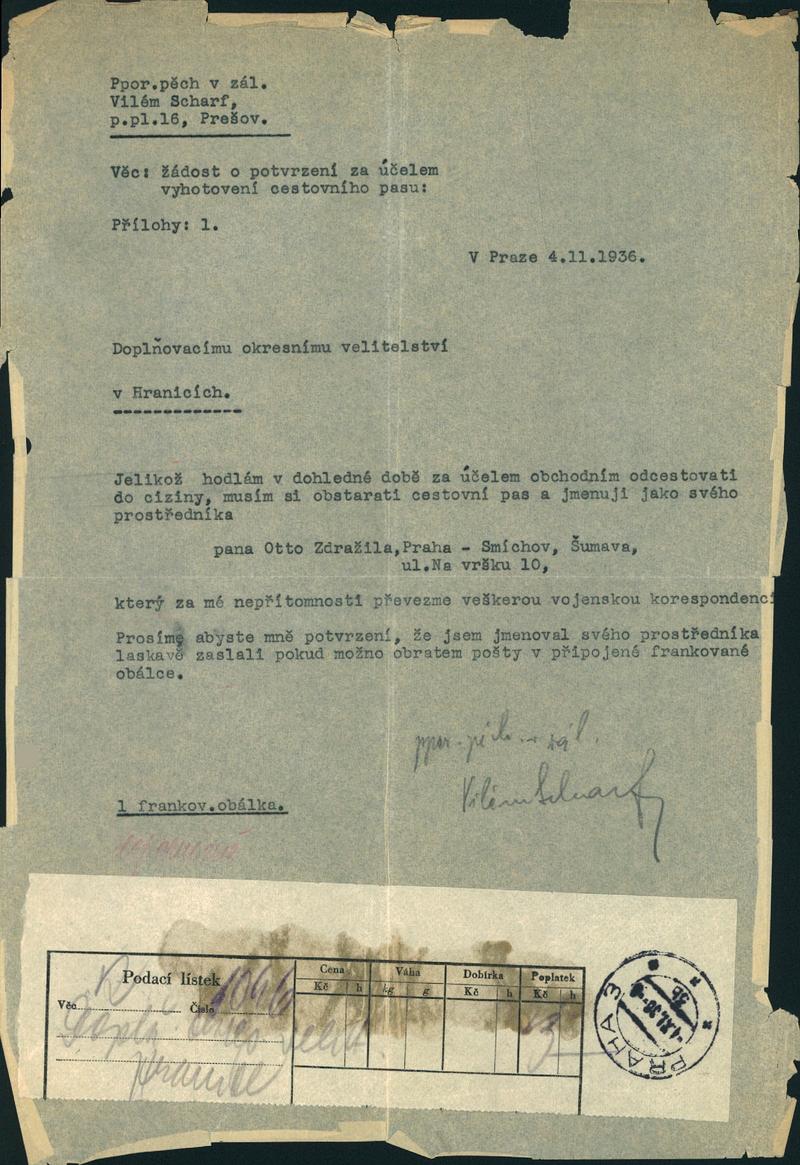 Ppor.pěch v zál.
Vilém Scharf,
p.pl.16, Prešov.
Věc: žádost o potvrzení za účelem
vyhotovení cestovního pasu:
Přílohy: 1.
V Praze 4.11.1936.
Doplňovacímu okresnímu velitelství
v Hranicích.
Jelikož hodlám v dohledné době za účelem obchodním odcestovati
do ciziny, musím si obstarati cestovní pas a jmenuji jako svého
prostředníka
pana Otto Zdražila,Praha - Smíchov, Šumava,
ul.Na vršku 10,
který za mé nepřítomnosti převezme veškerou vojenskou korespondenci
Prosím, abyste mně potvrzení, že jsem jmenoval svého prostředníka
laskavě zaslali pokud možno obratem pošty v připojené frankované
obálce.
ppor. pěch. v zál.
Vilém Scharf
1 frankov.obálka.
Podací lístek
Věc
Číslo
Cena
Váha
Dobírka
Poplatek
Kč h
kg g
Kč h
Kč h
Hranice
PRAHA 3